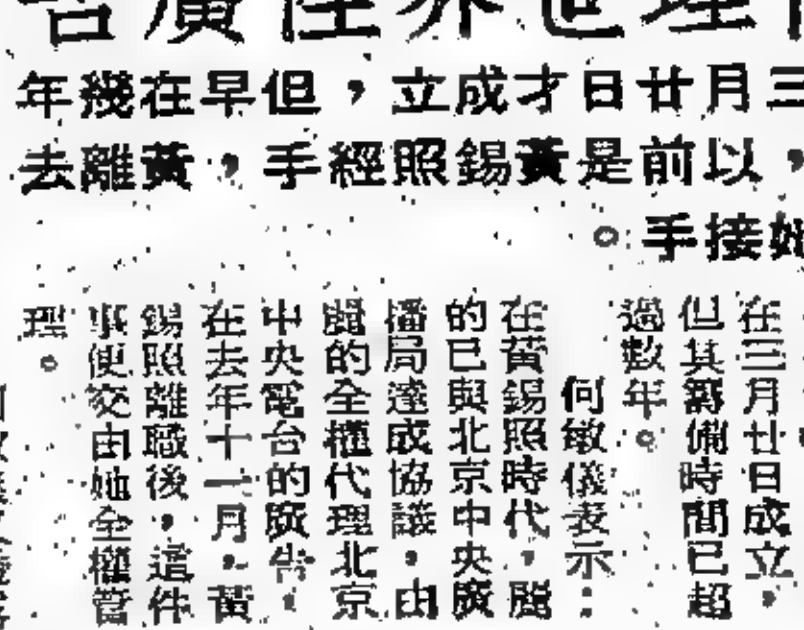 三月廿日才成立，但早在幾年
，以前是黃錫照經手，黃離去
她接手。
在三月廿日成立，
但其籌備時間已超
過數年。
何敏儀表示：
在黃錫照時代，麗
的已與北京中央廣
播局達成協議，由
麗的全權代理北京
中央電台的廣告，
在去年十一月，黃
錫照離職後，這件
事便交由她全權管
理。